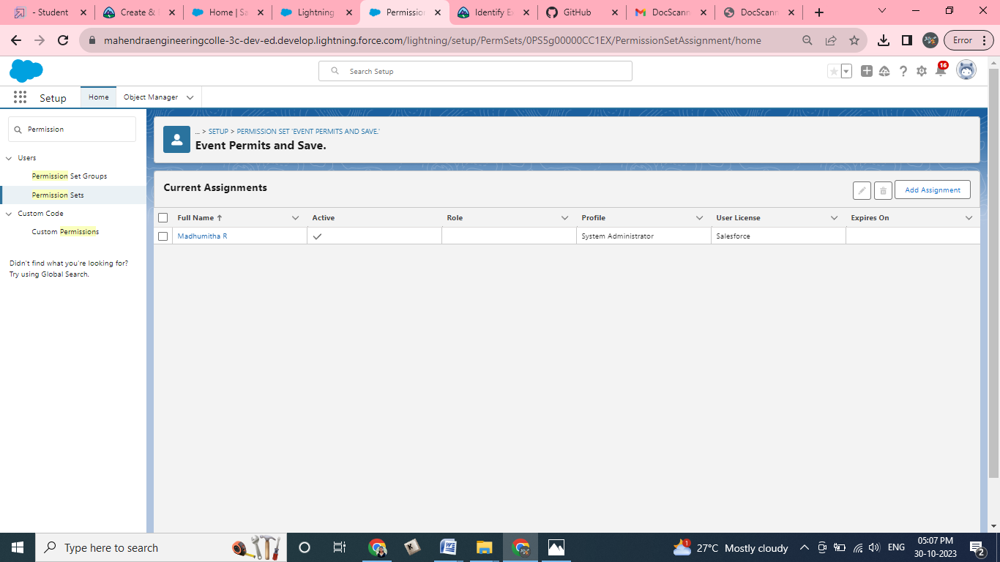 - Student
Create &
Home | Sa
Lightning
Permission
Identify Ex
GitHub
DocScann
DocScann
mahendraengineeringcolle-3c-dev-ed.develop.lightning.force.com/lightning/setup/PermSets/0PS5g00000CC1EX/PermissionSetAssignment/home
Error
Search Setup
16
Setup
Home
Object Manager
Permission
Users
Permission Set Groups
Permission Sets
Custom Code
Custom Permissions
Didn't find what you're looking for?
Try using Global Search.
... > SETUP > PERMISSION SET 'EVENT PERMITS AND SAVE.'
Event Permits and Save.
Current Assignments
Add Assignment
Full Name Active Role Profile User License Expires On
Madhumitha R System Administrator Salesforce
Type here to search
1
27°C Mostly cloudy
ENG
05:07 PM
30-10-2023
2